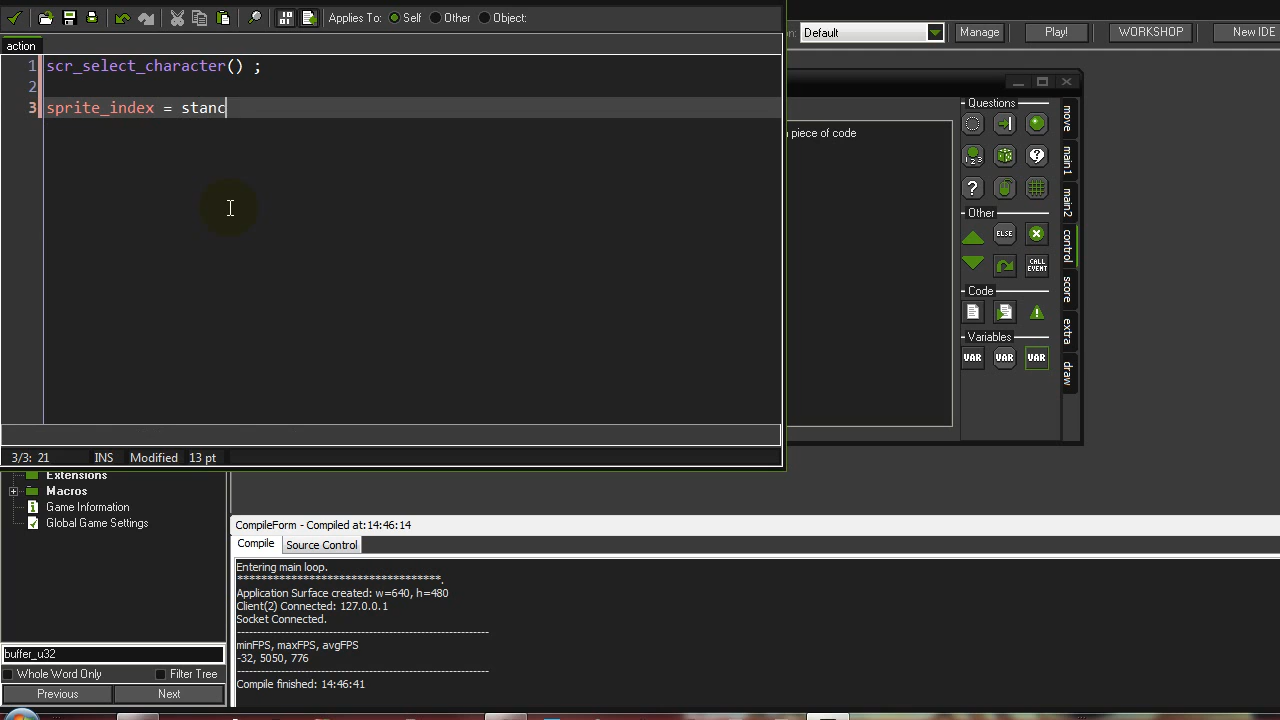 Applies To: Self Other Object:
on: Default Manage Play! WORKSHOP New IDE
action
1 scr_select_character() ;
2
3 sprite_index = stanc
piece of code
Questions
Other
ELSE
CALL EVENT
Code
Variables
VAR VAR VAR
move
main1
main2
control
score
extra
draw
3/3: 21 INS Modified 13 pt
Extensions
Macros
Game Information
Global Game Settings
buffer_u32
Whole Word Only Filter Tree
Previous Next
CompileForm - Compiled at:14:46:14
Compile Source Control
Entering main loop.
***********************************.
Application Surface created: w=640, h=480
Client(2) Connected: 127.0.0.1
Socket Connected.
---------------------------------------------------------------
minFPS, maxFPS, avgFPS
-32, 5050, 776
---------------------------------------------------------------
Compile finished: 14:46:41